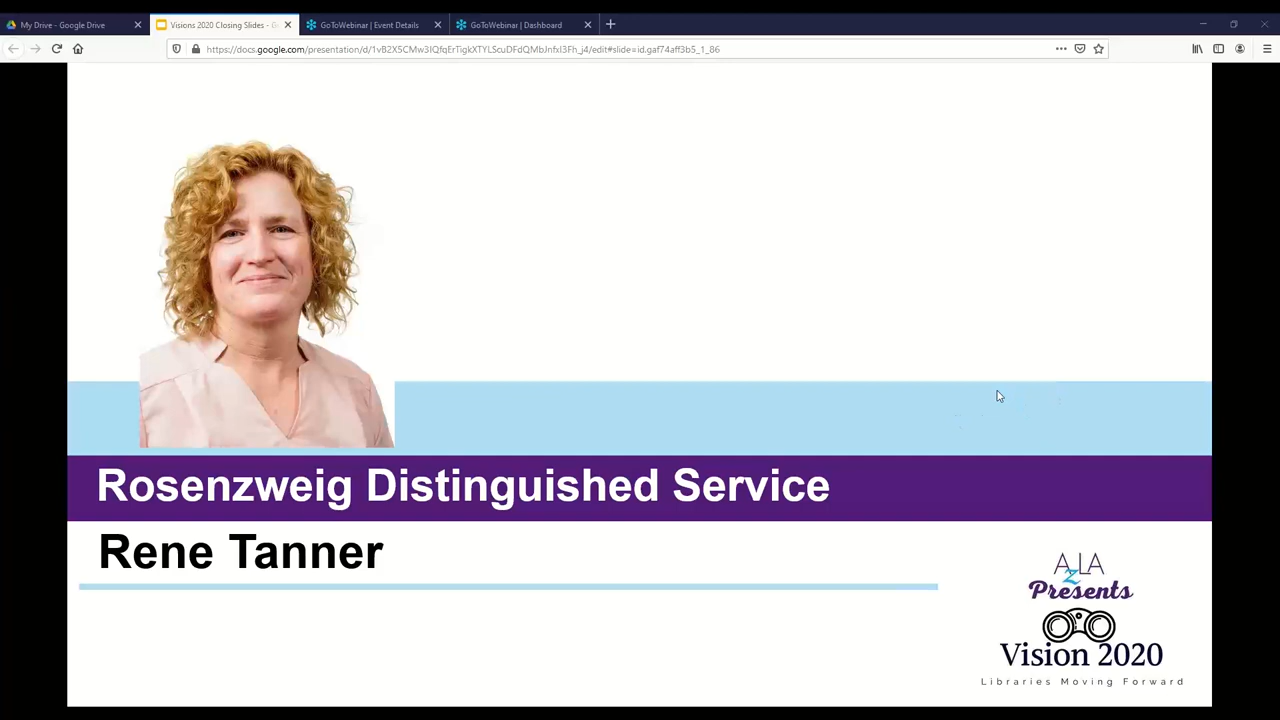 My Drive - Google Drive
Visions 2020 Closing Slides - G
GoToWebinar | Event Details
GoToWebinar | Dashboard
Rosenzweig Distinguished Service
Rene Tanner
AzLA
Presents
Vision 2020
Libraries Moving Forward